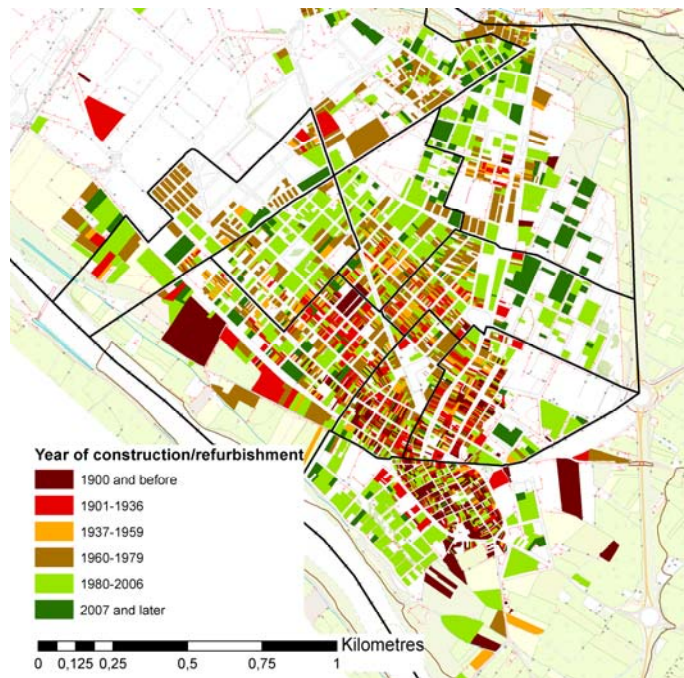 Year of construction/refurbishment
1900 and before
1901-1936
1937-1959
1960-1979
1980-2006
2007 and later
Kilometres
0 0,125 0,25 0,5 0,75 1